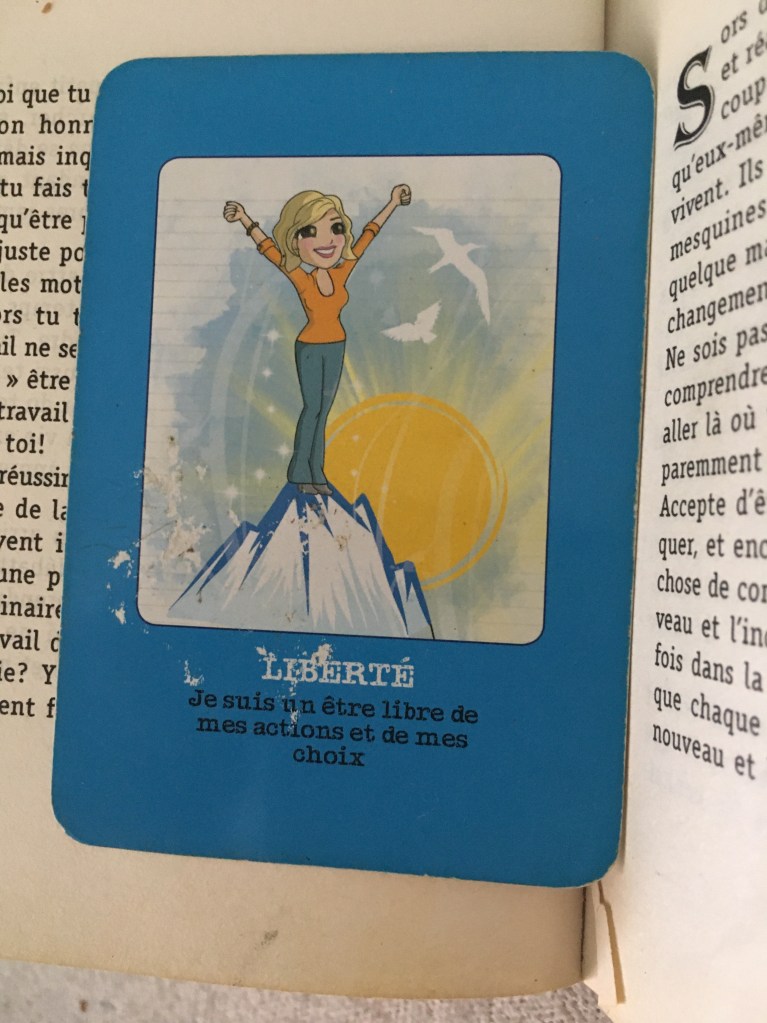 oi que tu
on honr
mais inq
tu fais t
qu'être p
juste po
les mot
ors tu t
ail ne se
» être
travail
toi!
réussir
e de la
vent i
une p
inaire
vail d
ie? Y
ent f
LIBERTÉ
Je suis un être libre de
mes actions et de mes
choix
Sors d
et ré
coup
qu'eux-mê
vivent. Ils
mesquines
quelque ma
changemen
Ne sois pas
comprendre
aller là où
paremment
Accepte d'ê
quer, et enc
chose de con
veau et l'in
fois dans la
que chaque
nouveau et